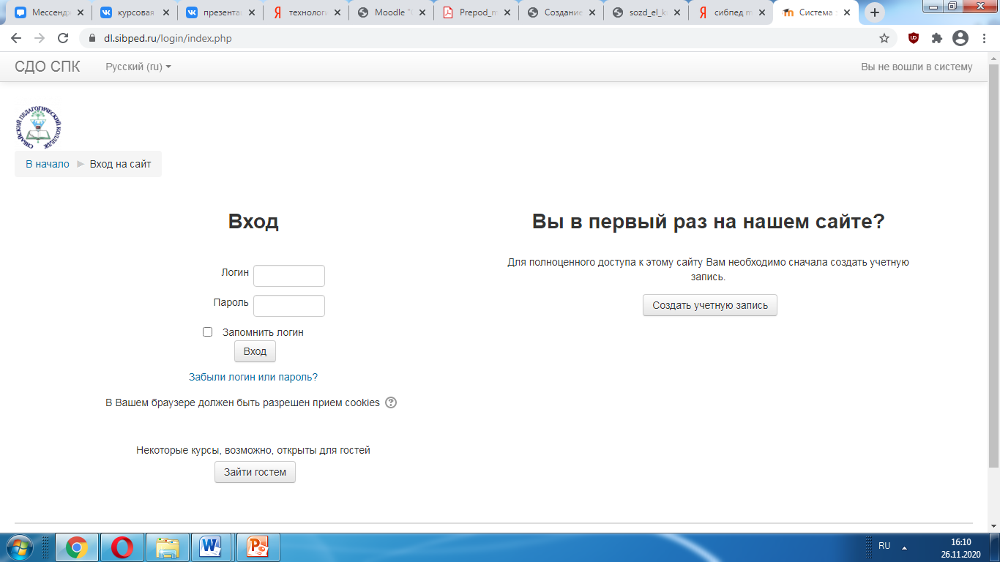 Мессендж
курсовая
презента
технологи
Moodle "
Prepod_m
Создание
sozd_el_k
сибпед m
Система
dl.sibped.ru/login/index.php
СДО СПК
Русский (ru)
Вы не вошли в систему
СИБАЙСКИЙ ПЕДАГОГИЧЕСКИЙ КОЛЛЕДЖ
В начало
Вход на сайт
Вход
Логин
Пароль
Запомнить логин
Вход
Забыли логин или пароль?
В Вашем браузере должен быть разрешен прием cookies
Некоторые курсы, возможно, открыты для гостей
Зайти гостем
Вы в первый раз на нашем сайте?
Для полноценного доступа к этому сайту Вам необходимо сначала создать учетную
запись.
Создать учетную запись
RU
16:10
26.11.2020